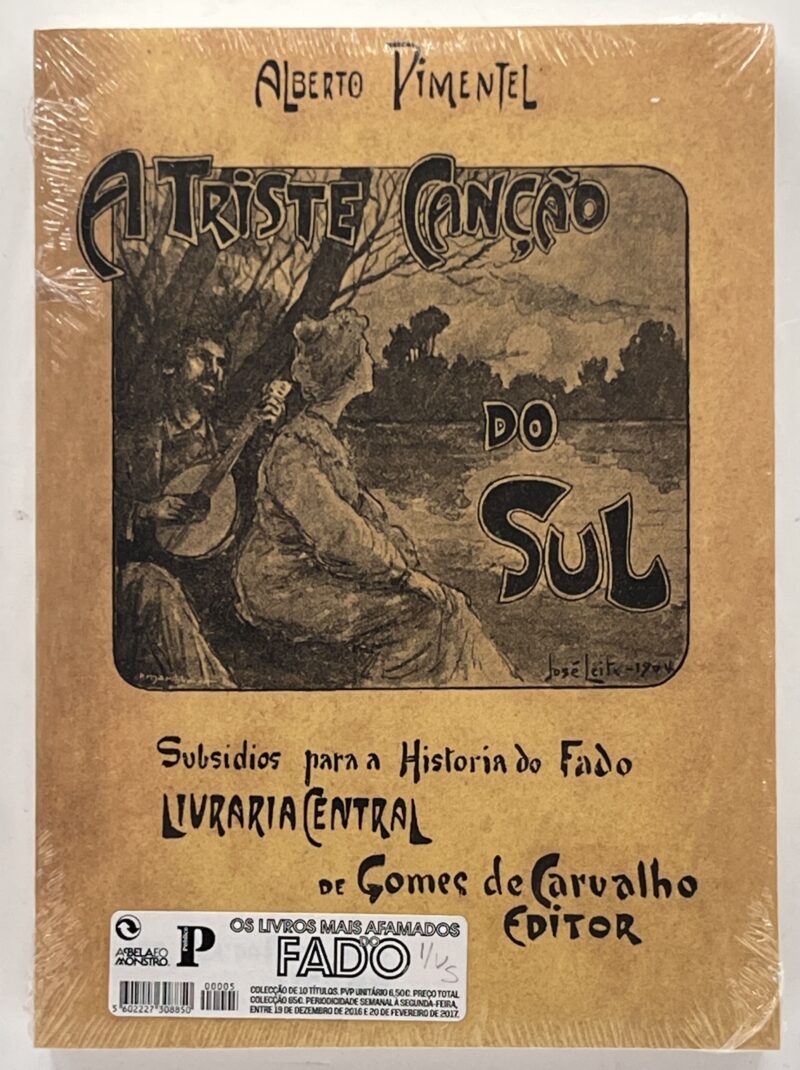 ALBERTO PIMENTEL
A TRISTE CANÇÃO
DO
SUL
José Leite - 1904
Subsidios para a Historia do Fado
LIVRARIA CENTRAL
DE Gomes de Carvalho
EDITOR
A BELA E O
MONSTRO.
Público
P
OS LIVROS MAIS AFAMADOS
DO
FADO
COLECÇÃO DE 10 TÍTULOS. PVP UNITÁRIO 6,50€. PREÇO TOTAL
COLECÇÃO 65€. PERIODICIDADE SEMANAL À SEGUNDA-FEIRA,
ENTRE 19 DE DEZEMBRO DE 2016 E 20 DE FEVEREIRO DE 2017.
00005
5 602227 308850